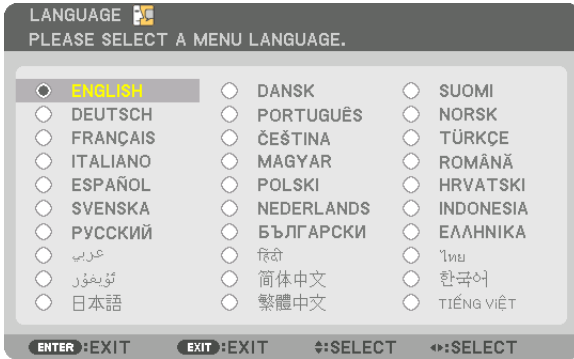 LANGUAGE
PLEASE SELECT A MENU LANGUAGE.
ENGLISH DANSK SUOMI
DEUTSCH PORTUGUÊS NORSK
FRANÇAIS ČEŠTINA TÜRKÇE
ITALIANO MAGYAR ROMÂNĂ
ESPAÑOL POLSKI HRVATSKI
SVENSKA NEDERLANDS INDONESIA
РУССКИЙ БЪЛГАРСКИ ΕΛΛΗΝΙΚΑ
عربي हिंदी ไทย
ئۇيغۇر 简体中文 한국어
日本語 繁體中文 TIẾNG VIỆT
ENTER :EXIT EXIT :EXIT :SELECT :SELECT